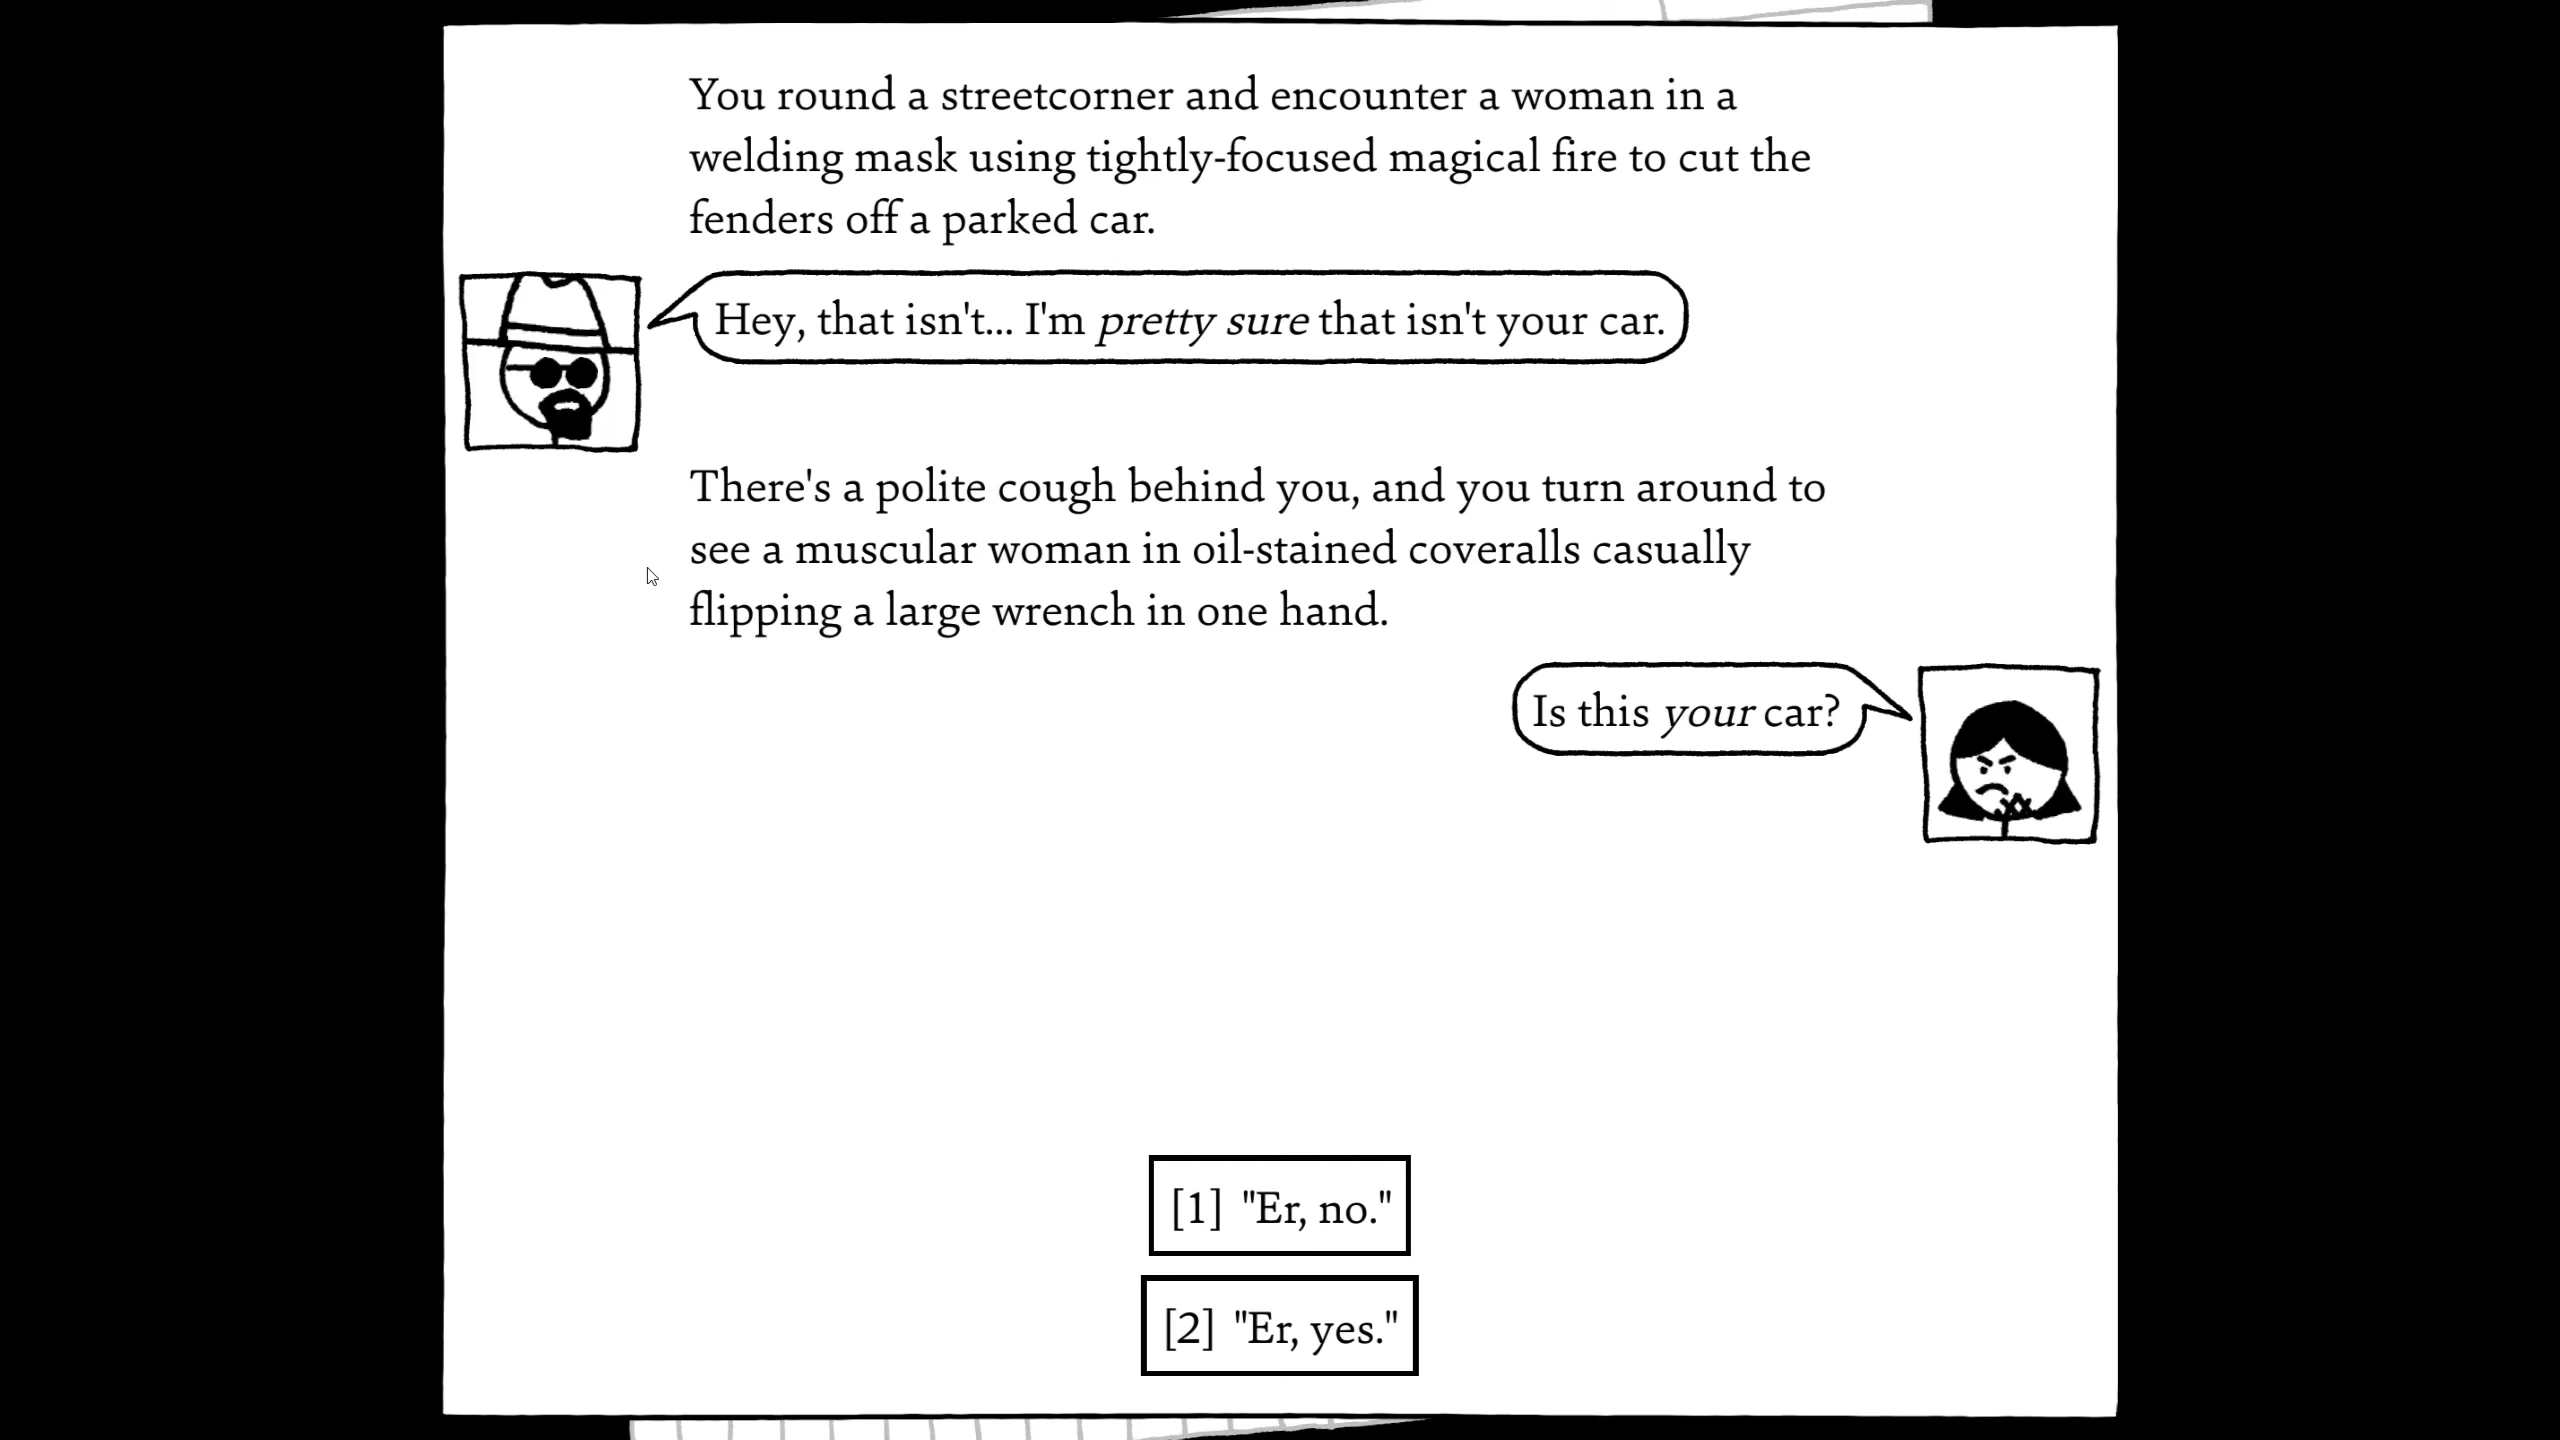 You round a streetcorner and encounter a woman in a
welding mask using tightly-focused magical fire to cut the
fenders off a parked car.
Hey, that isn't... I'm pretty sure that isn't your car.
There's a polite cough behind you, and you turn around to
see a muscular woman in oil-stained coveralls casually
flipping a large wrench in one hand.
Is this your car?
[1] "Er, no."
[2] "Er, yes."